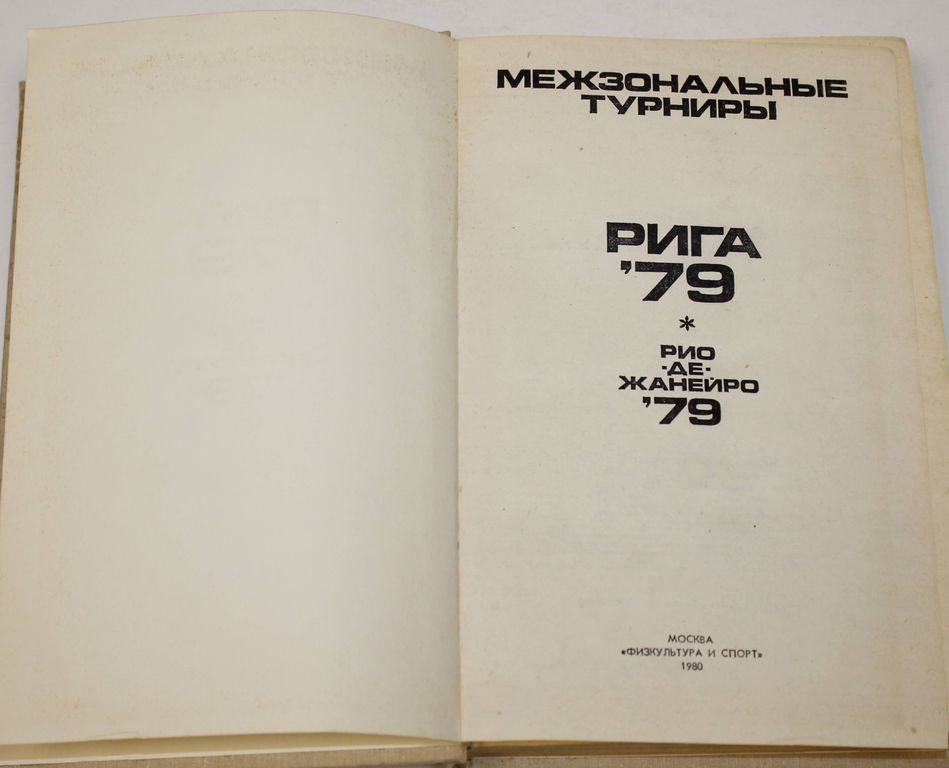 МЕЖЗОНАЛЬНЫЕ
ТУРНИРЫ
РИГА
'79
*
РИО
-ДЕ-
ЖАНЕЙРО
'79
МОСКВА
«ФИЗКУЛЬТУРА И СПОРТ»
1980